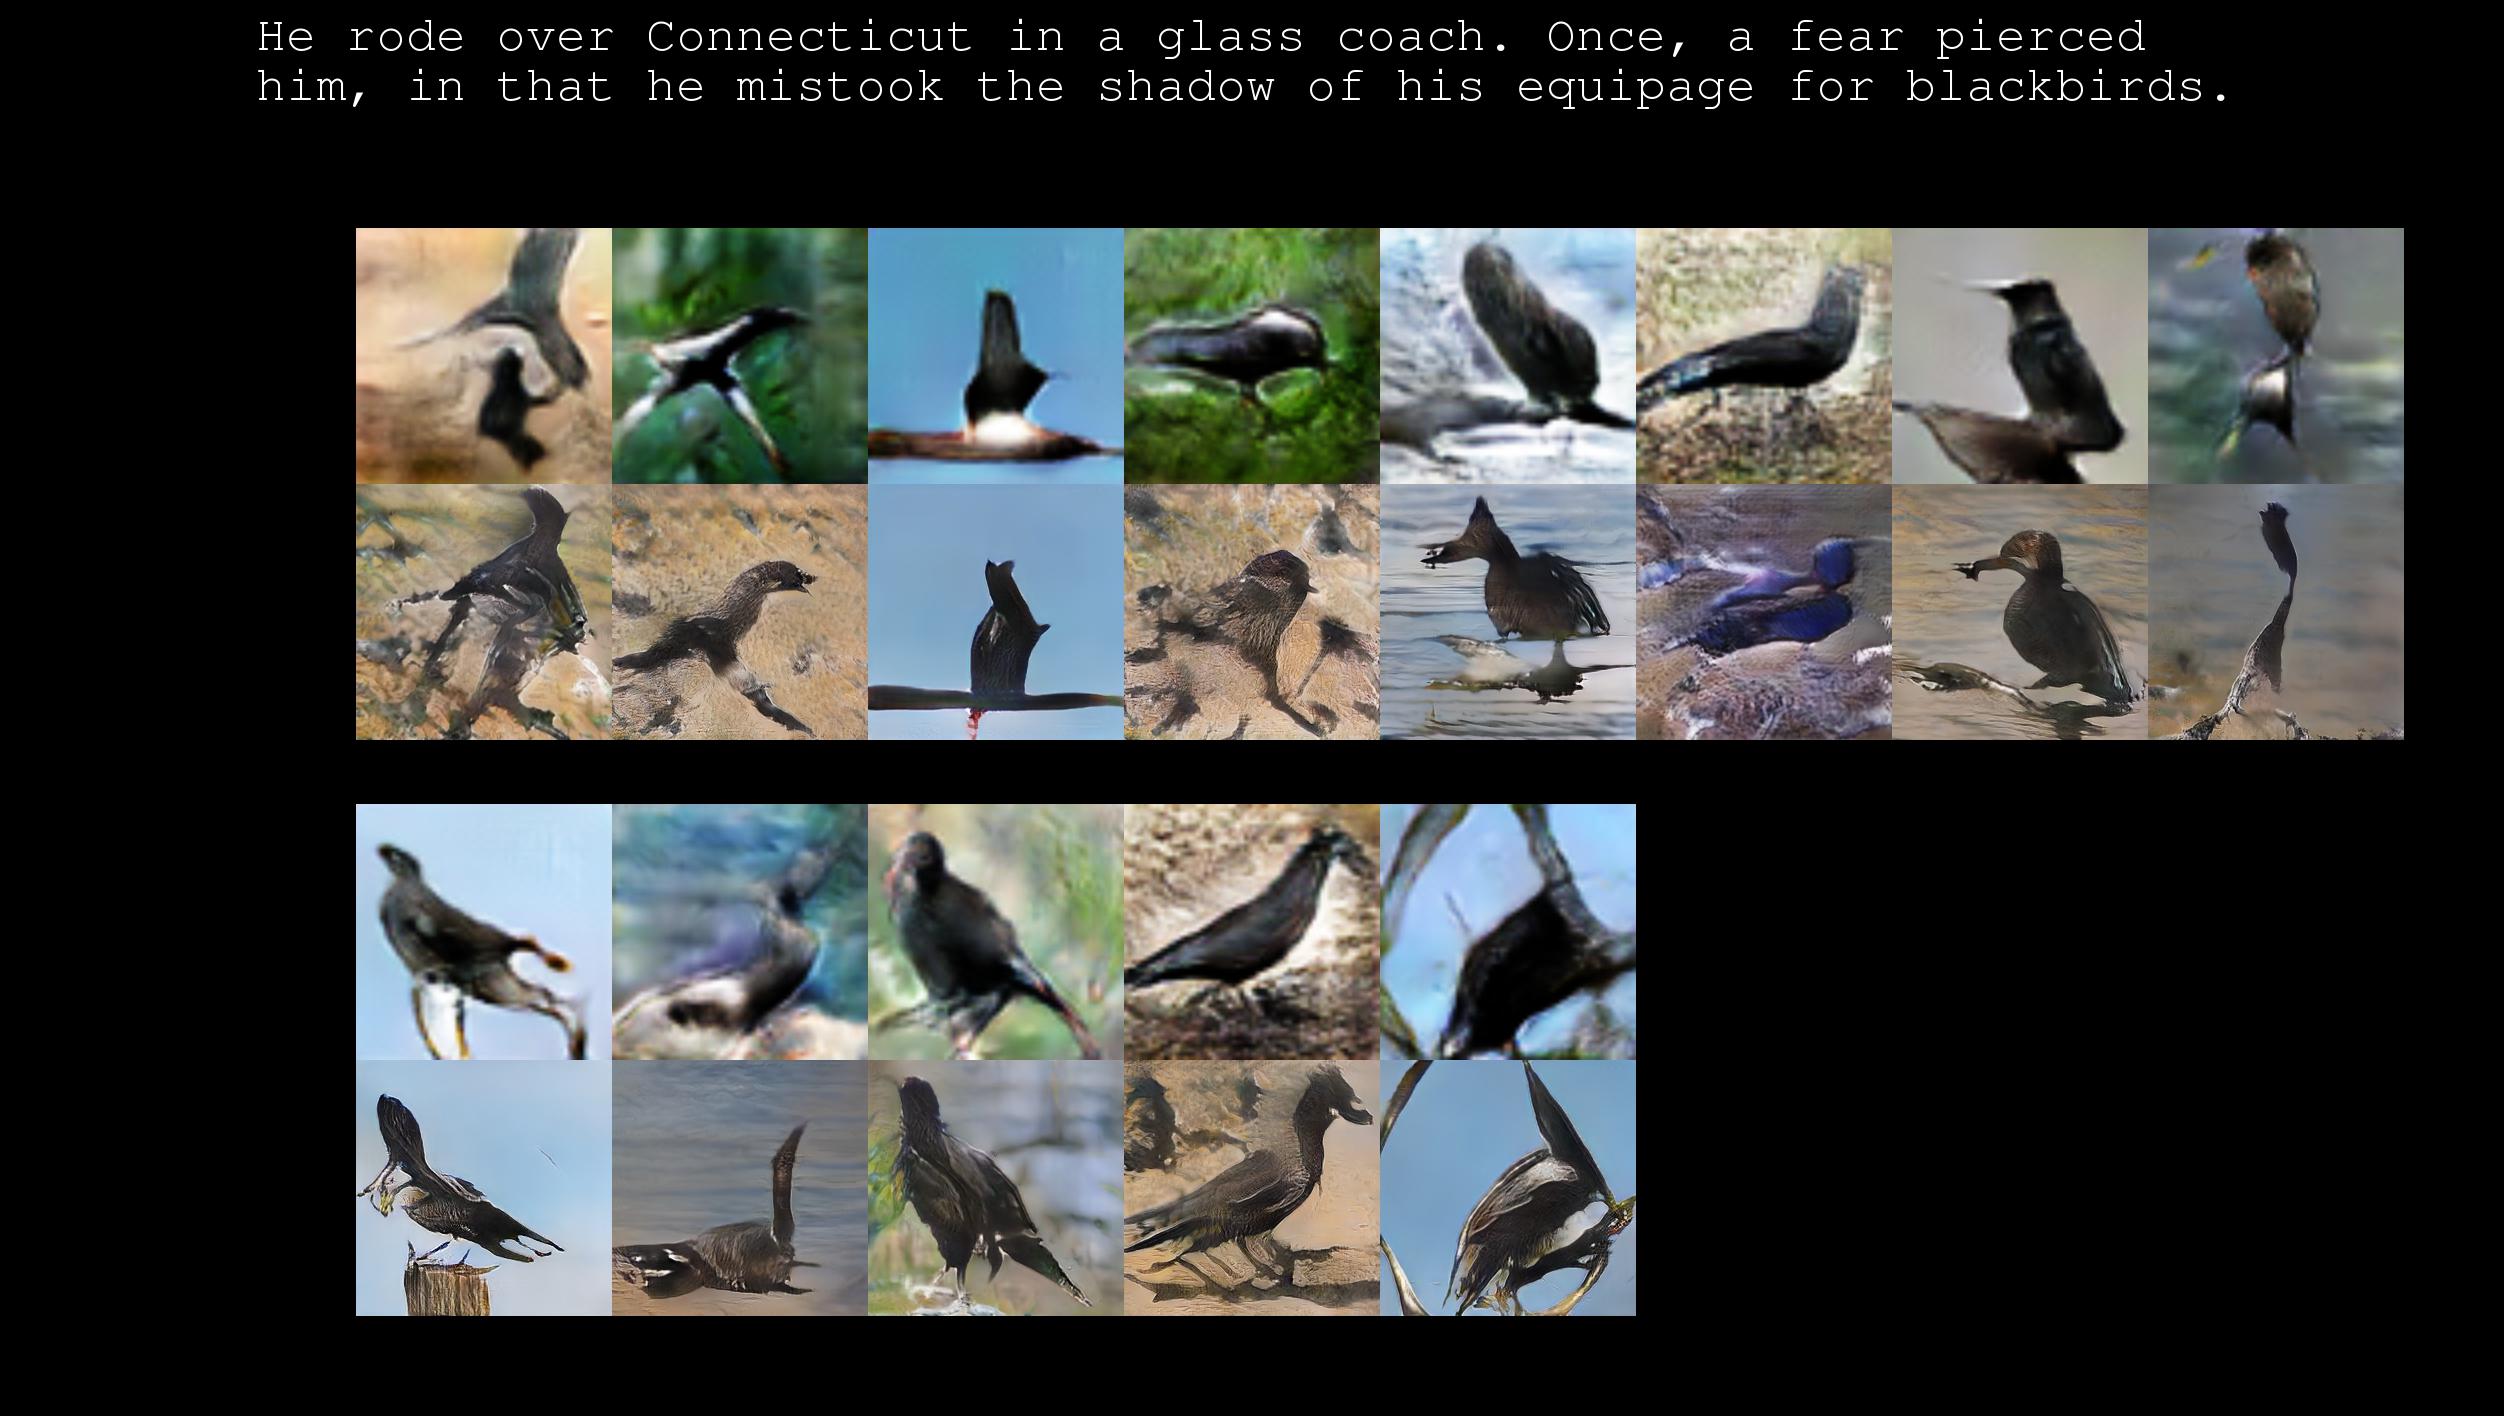 He rode over Connecticut in a glass coach. Once, a fear pierced
him, in that he mistook the shadow of his equipage for blackbirds.